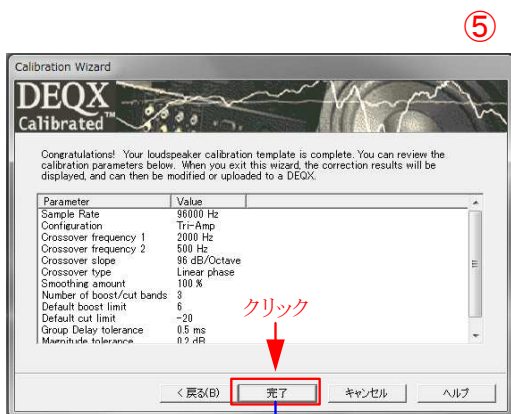 ⑤
Calibration Wizard
DEQX
Calibrated™
Congratulations! Your loudspeaker calibration template is complete. You can review the
calibration parameters below. When you exit this wizard, the correction results will be
displayed, and can then be modified or uploaded to a DEQX.
Parameter Value
Sample Rate 96000 Hz
Configuration Tri-Amp
Crossover frequency 1 2000 Hz
Crossover frequency 2 500 Hz
Crossover slope 96 dB/Octave
Crossover type Linear phase
Smoothing amount 100 %
Number of boost/cut bands 3
Default boost limit 6
Default cut limit -20
Group Delay tolerance 0.5 ms
Magnitude tolerance 0.2 dB
クリック
< 戻る(B) 完了 キャンセル ヘルプ